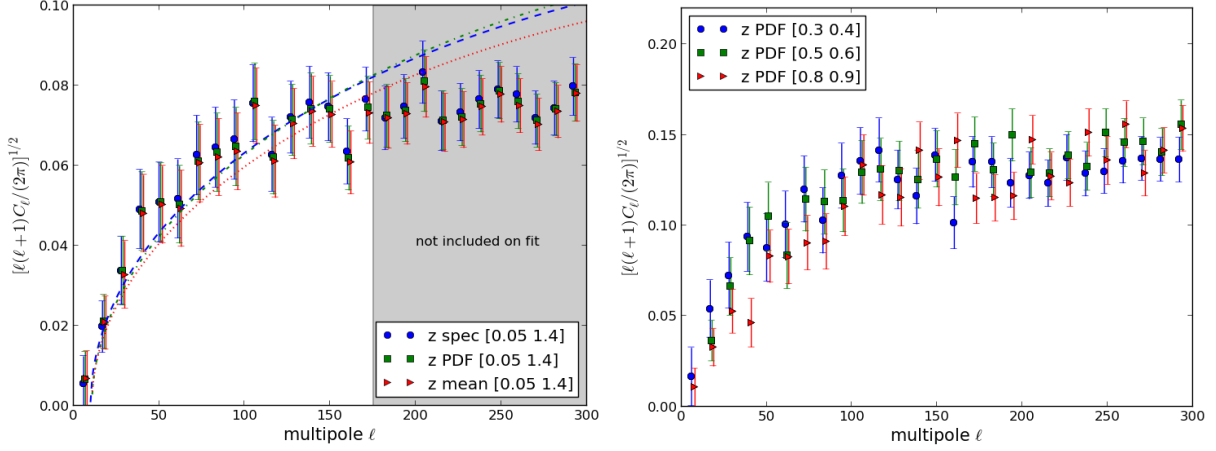 [ℓ(ℓ+1)Cℓ/(2π)]^{1/2}
0.10
0.08
0.06
0.04
0.02
0.00
not included on fit
z spec [0.05 1.4]
z PDF [0.05 1.4]
z mean [0.05 1.4]
0 50 100 150 200 250 300
multipole ℓ
[ℓ(ℓ+1)Cℓ/(2π)]^{1/2}
0.20
0.15
0.10
0.05
0.00
z PDF [0.3 0.4]
z PDF [0.5 0.6]
z PDF [0.8 0.9]
0 50 100 150 200 250 300
multipole ℓ